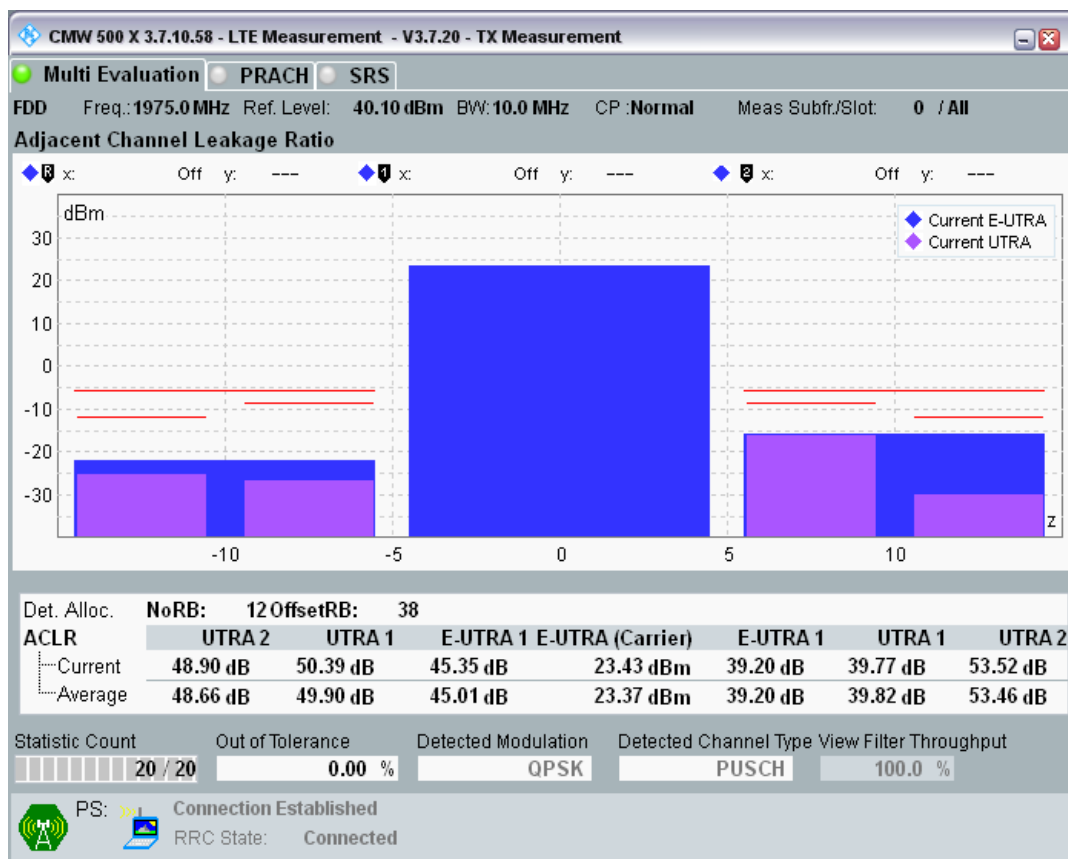 CMW 500 X 3.7.10.58 - LTE Measurement - V3.7.20 - TX Measurement
Multi Evaluation PRACH SRS
FDD Freq.:1975.0 MHz Ref. Level: 40.10 dBm BW: 10.0 MHz CP :Normal Meas Subfr./Slot: 0 / All
Adjacent Channel Leakage Ratio
R x: Off y: --- 1 x: Off y: --- 2 x: Off y: ---
dBm
Current E-UTRA
Current UTRA
30
20
10
0
-10
-20
-30
z
-10 -5 0 5 10
Det. Alloc. NoRB: 12 OffsetRB: 38
ACLR UTRA 2 UTRA 1 E-UTRA 1 E-UTRA (Carrier) E-UTRA 1 UTRA 1 UTRA 2
Current 48.90 dB 50.39 dB 45.35 dB 23.43 dBm 39.20 dB 39.77 dB 53.52 dB
Average 48.66 dB 49.90 dB 45.01 dB 23.37 dBm 39.20 dB 39.82 dB 53.46 dB
Statistic Count Out of Tolerance Detected Modulation Detected Channel Type View Filter Throughput
20 / 20 0.00 % QPSK PUSCH 100.0 %
PS: Connection Established
RRC State: Connected